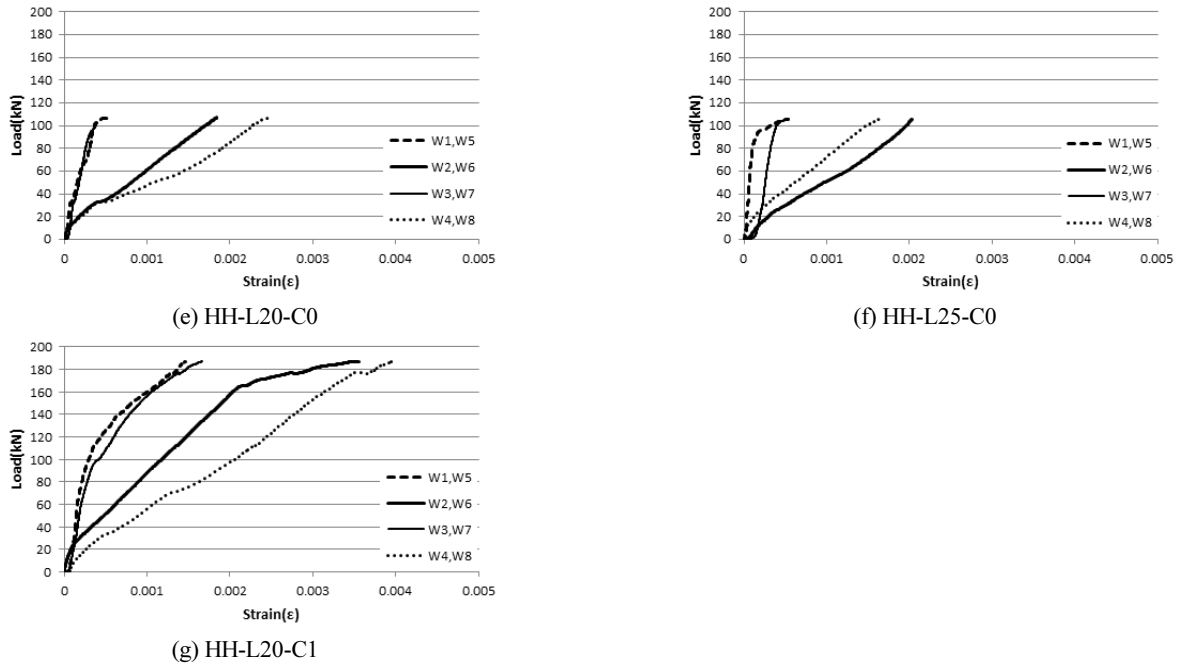 200
180
160
140
120
100
80
60
40
20
0
Load(kN)
W1,W5
W2,W6
W3,W7
W4,W8
0 0.001 0.002 0.003 0.004 0.005
Strain(ε)
(e) HH-L20-C0
200
180
160
140
120
100
80
60
40
20
0
Load(kN)
W1,W5
W2,W6
W3,W7
W4,W8
0 0.001 0.002 0.003 0.004 0.005
Strain(ε)
(f) HH-L25-C0
200
180
160
140
120
100
80
60
40
20
0
Load(kN)
W1,W5
W2,W6
W3,W7
W4,W8
0 0.001 0.002 0.003 0.004 0.005
Strain(ε)
(g) HH-L20-C1